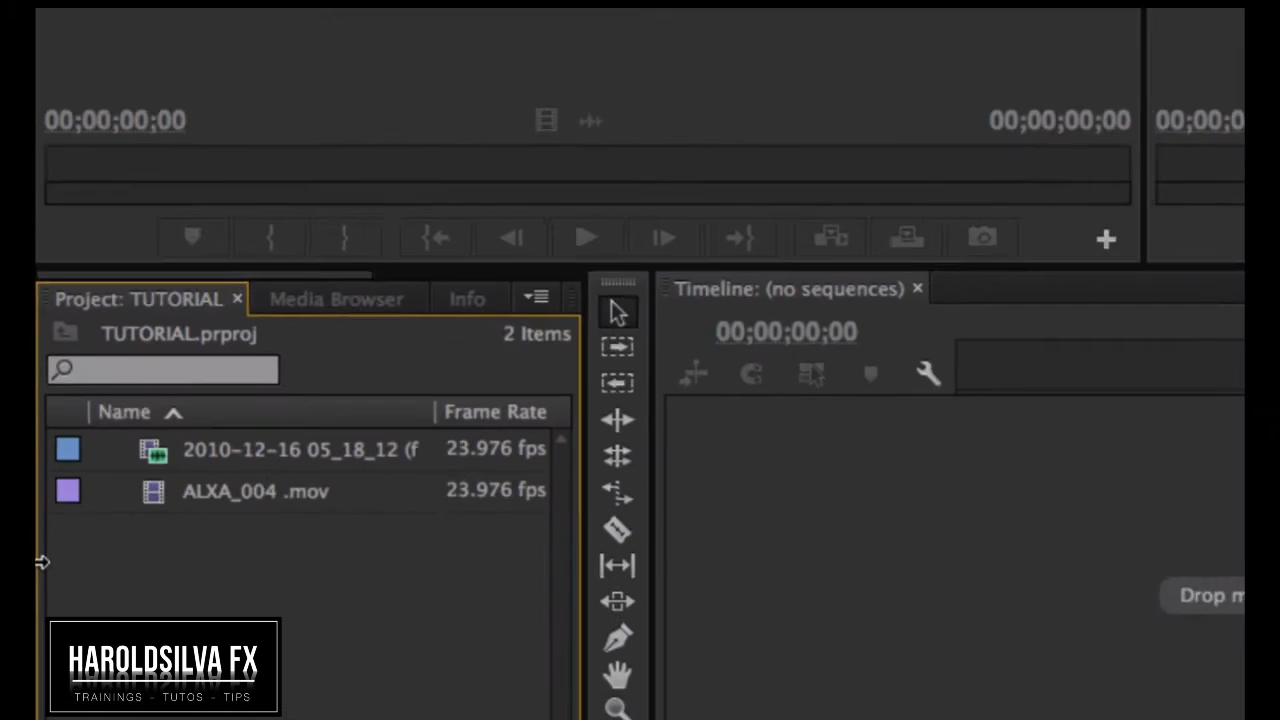 00;00;00;00
00;00;00;00
00;00;0
Project: TUTORIAL ×
Media Browser
Info
Timeline: (no sequences) ×
TUTORIAL.prproj
2 Items
00;00;00;00
Name
Frame Rate
2010-12-16 05_18_12 (f
23.976 fps
ALXA_004 .mov
23.976 fps
Drop m
HAROLDSILVA FX
TRAININGS - TUTOS - TIPS